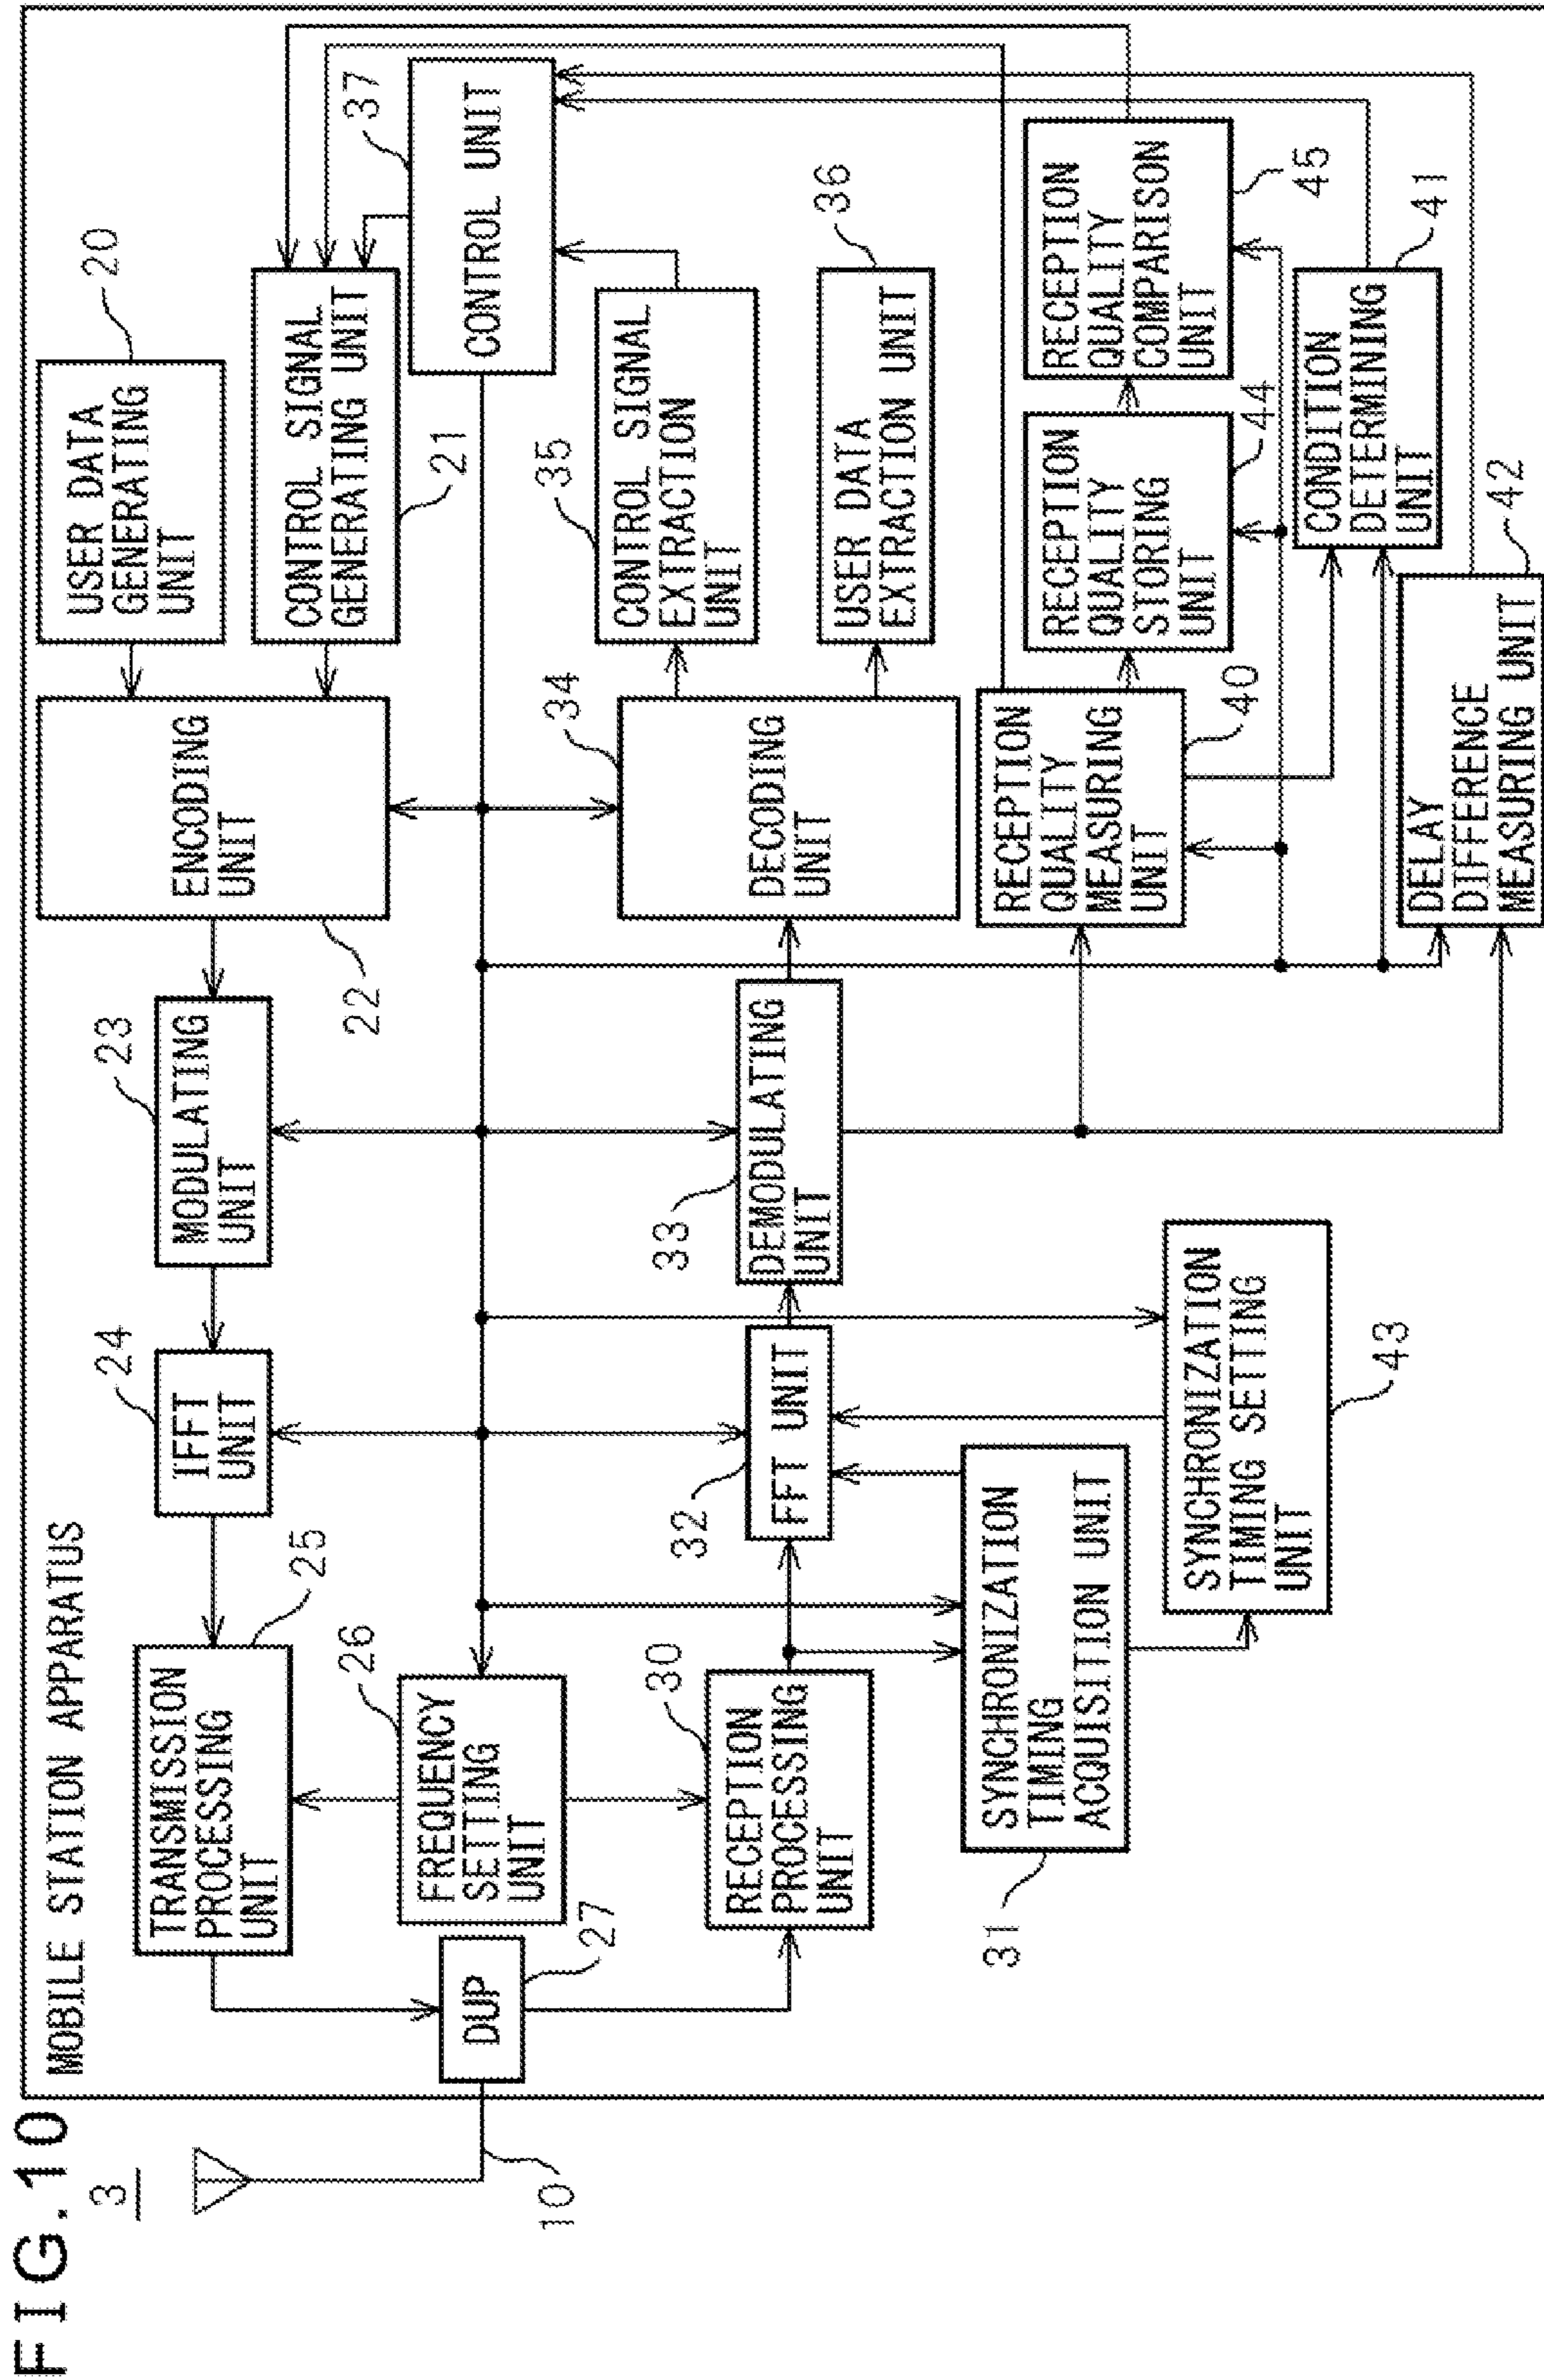 FIG.10
3
10
MOBILE STATION APPARATUS
TRANSMISSION
PROCESSING
UNIT
25
IFFT
UNIT
24
MODULATING
UNIT
23
ENCODING
UNIT
22
USER DATA
GENERATING
UNIT
20
CONTROL SIGNAL
GENERATING UNIT
21
FREQUENCY
SETTING
UNIT
26
DUP
27
CONTROL UNIT
37
RECEPTION
PROCESSING
UNIT
30
FFT UNIT
32
DEMODULATING
UNIT
33
DECODING
UNIT
34
CONTROL SIGNAL
EXTRACTION
UNIT
35
USER DATA
EXTRACTION UNIT
36
SYNCHRONIZATION
TIMING
ACQUISITION UNIT
31
SYNCHRONIZATION
TIMING SETTING
UNIT
43
RECEPTION
QUALITY
MEASURING
UNIT
40
RECEPTION
QUALITY
STORING
UNIT
44
RECEPTION
QUALITY
COMPARISON
UNIT
45
CONDITION
DETERMINING
UNIT
41
DELAY
DIFFERENCE
MEASURING UNIT
42